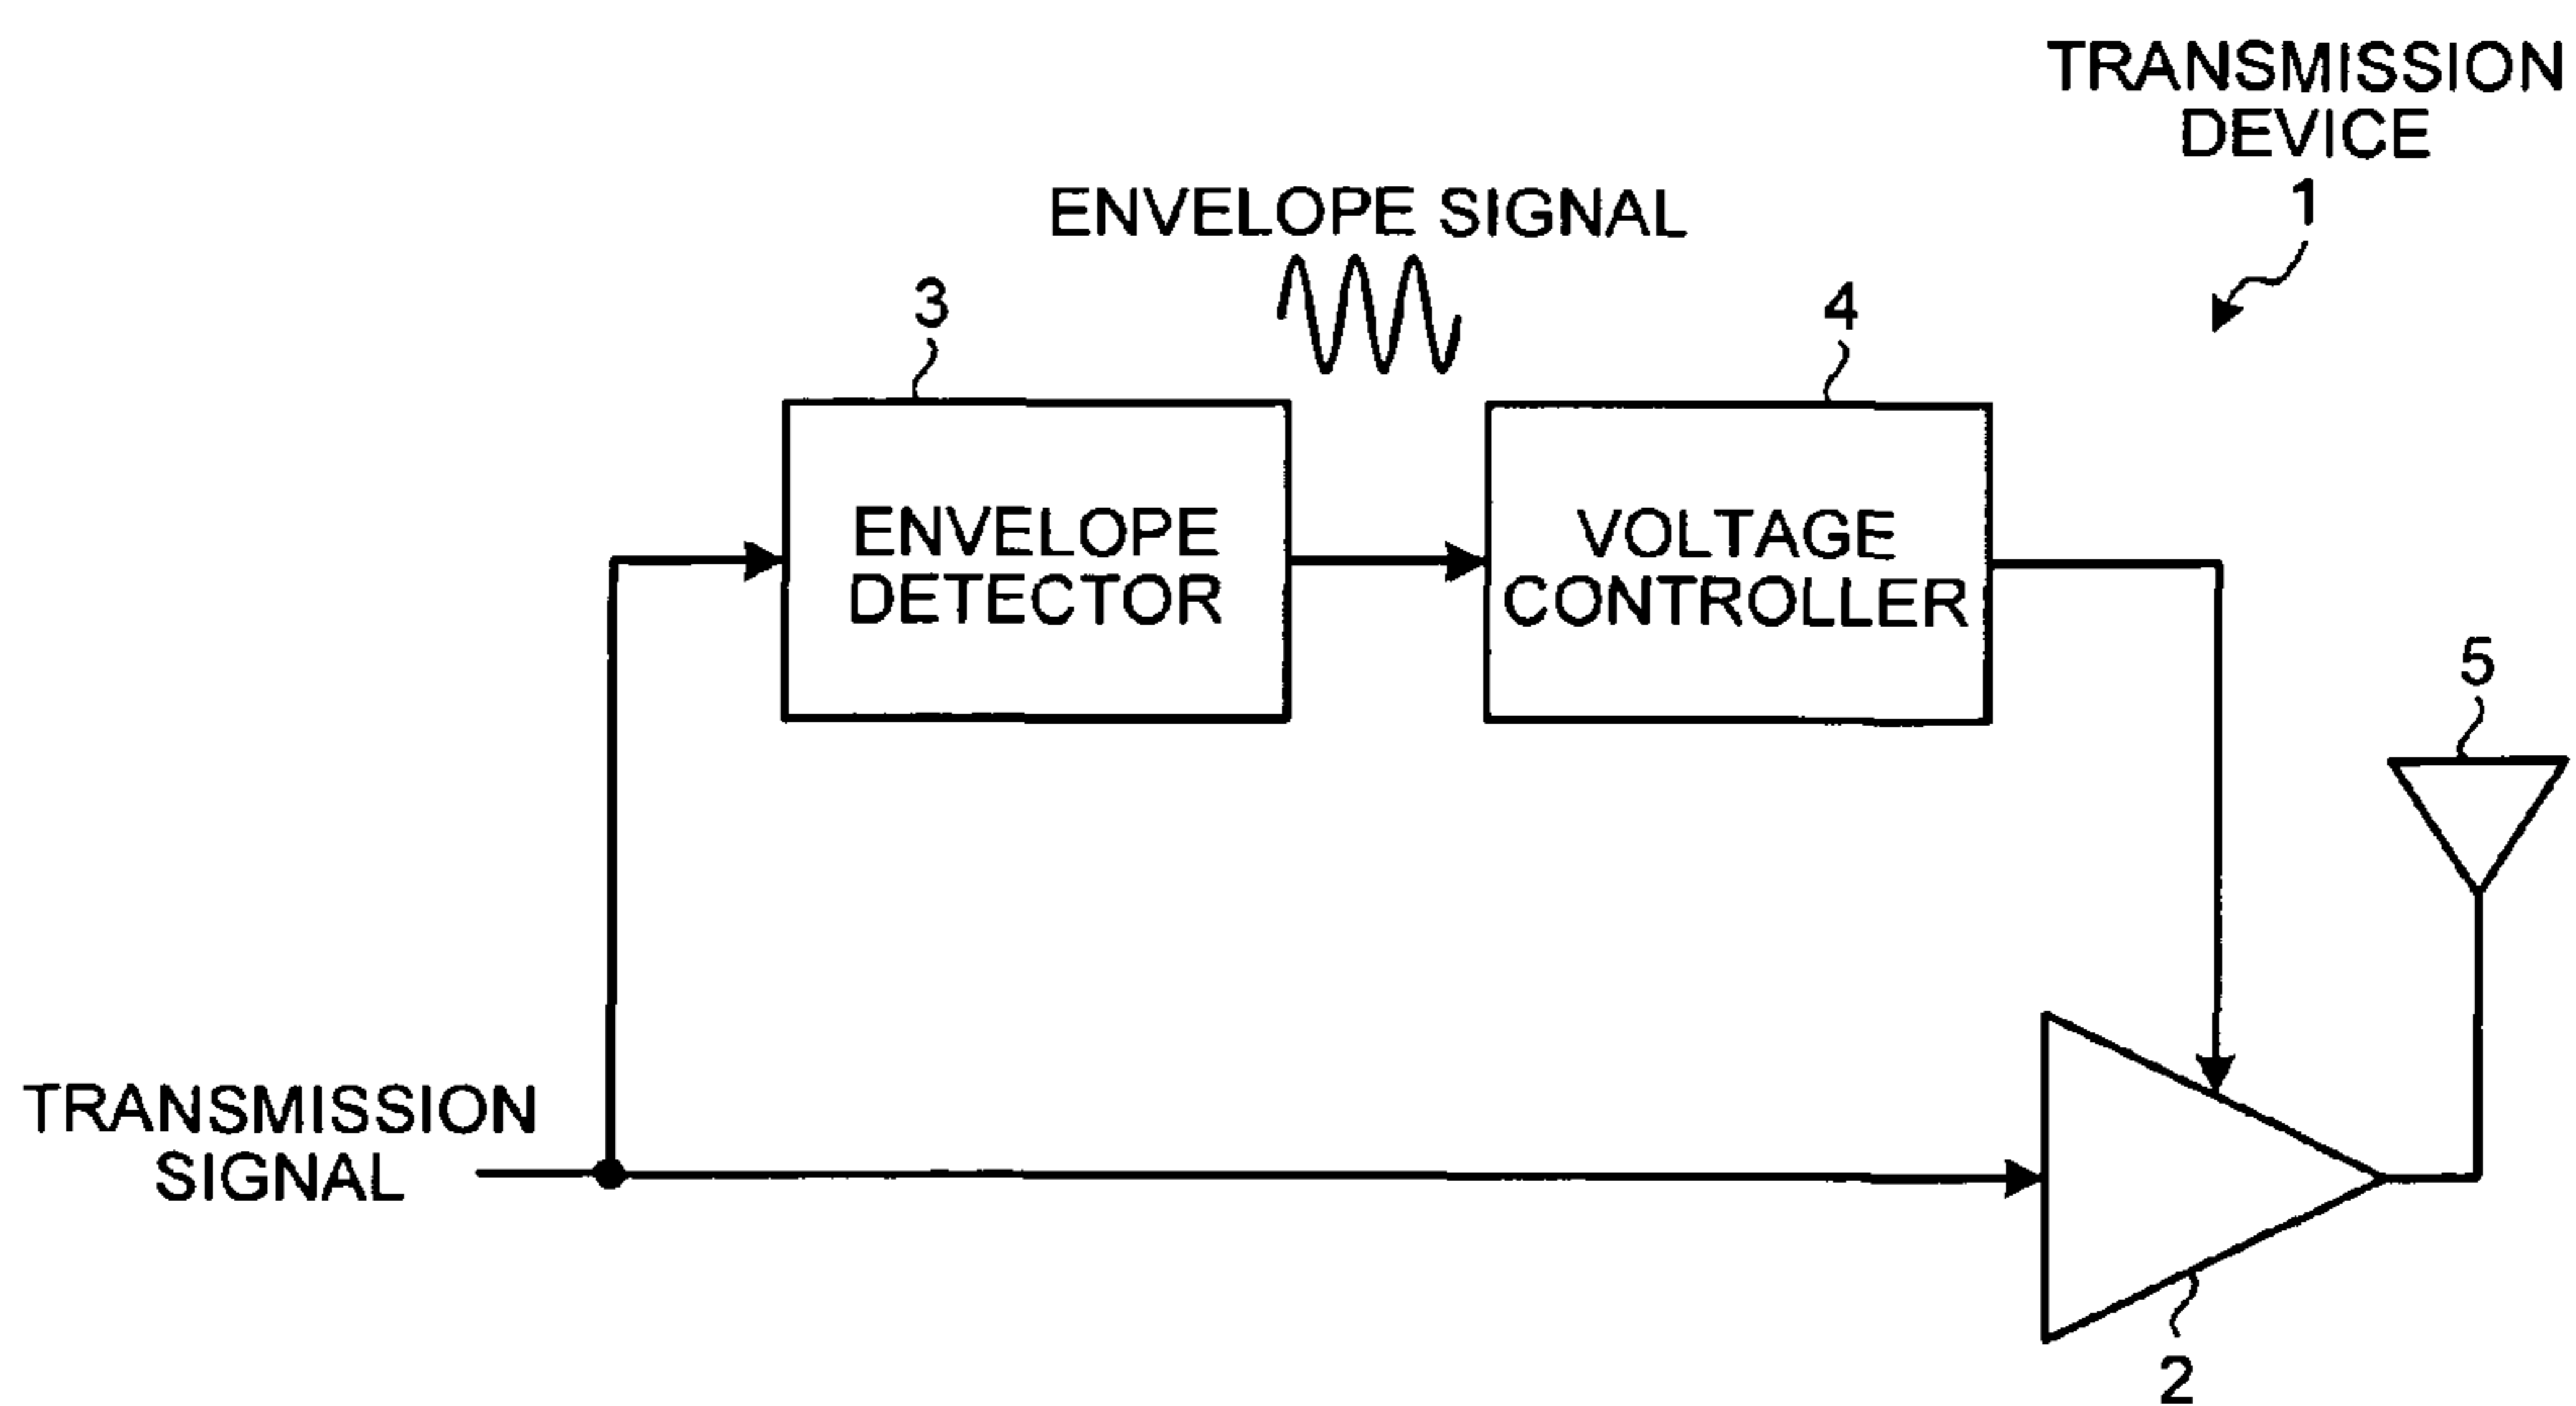 TRANSMISSION
DEVICE
1
ENVELOPE SIGNAL
3
4
ENVELOPE
DETECTOR
VOLTAGE
CONTROLLER
5
TRANSMISSION
SIGNAL
2